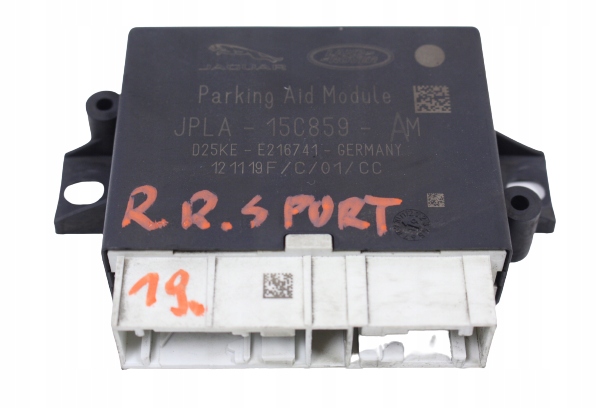 JAGUAR
Parking Aid Module
JPLA - 15C859 - AM
D25KE - E216741 - GERMANY
121119F/C/01/CC
R.R.SPORT
19.